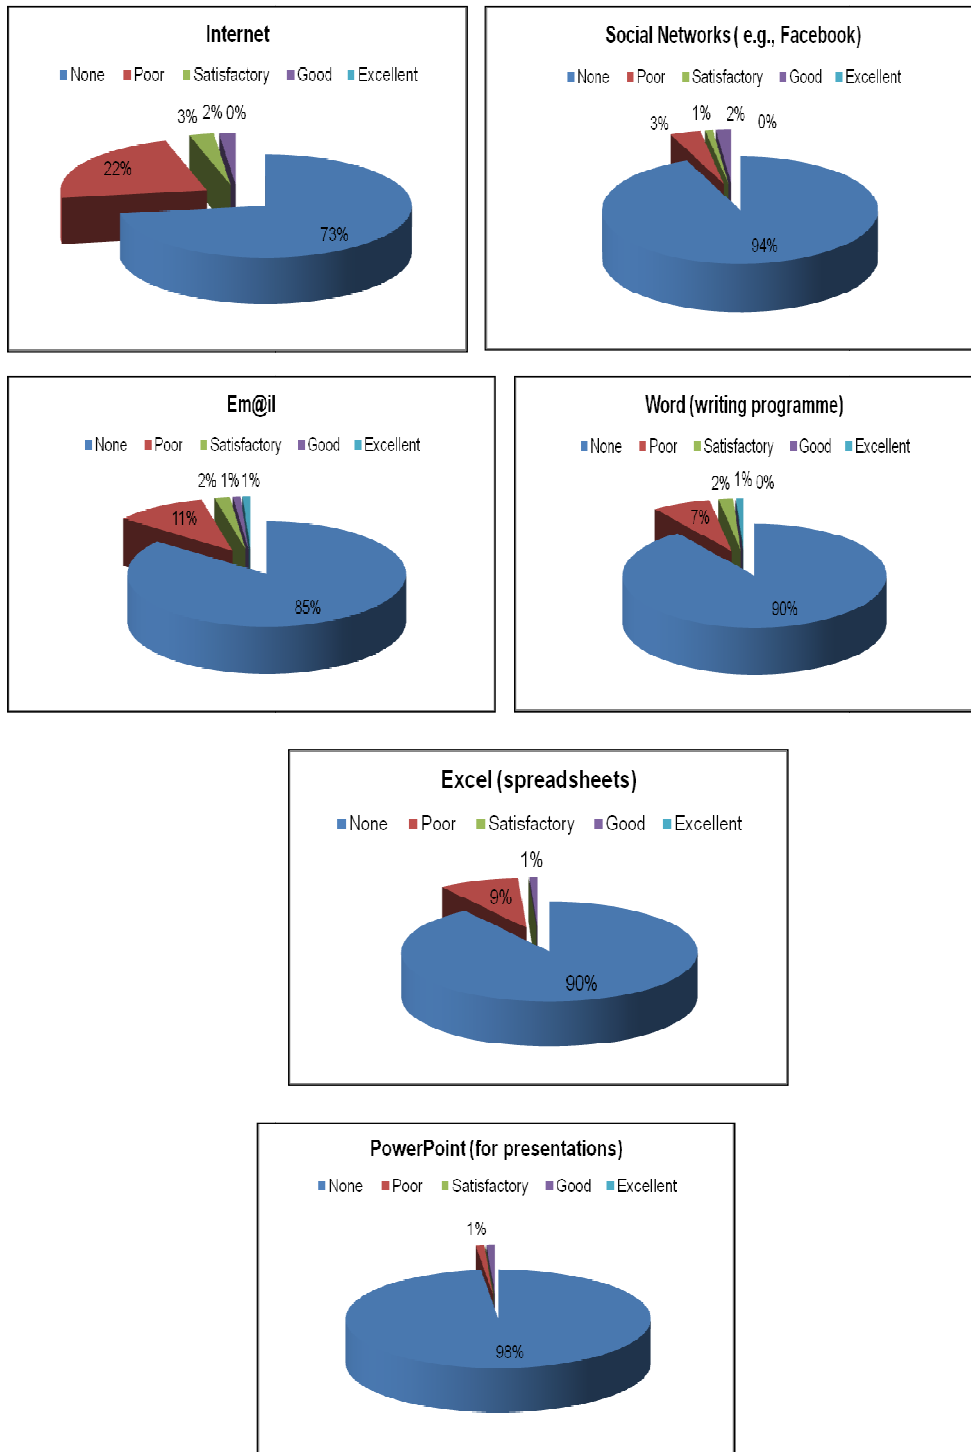 Internet
None Poor Satisfactory Good Excellent
3% 2% 0%
22%
73%
Social Networks ( e.g., Facebook)
None Poor Satisfactory Good Excellent
3% 1% 2% 0%
94%
Em@il
None Poor Satisfactory Good Excellent
2% 1% 1%
11%
85%
Word (writing programme)
None Poor Satisfactory Good Excellent
2% 1% 0%
7%
90%
Excel (spreadsheets)
None Poor Satisfactory Good Excellent
1%
9%
90%
PowerPoint (for presentations)
None Poor Satisfactory Good Excellent
1%
98%